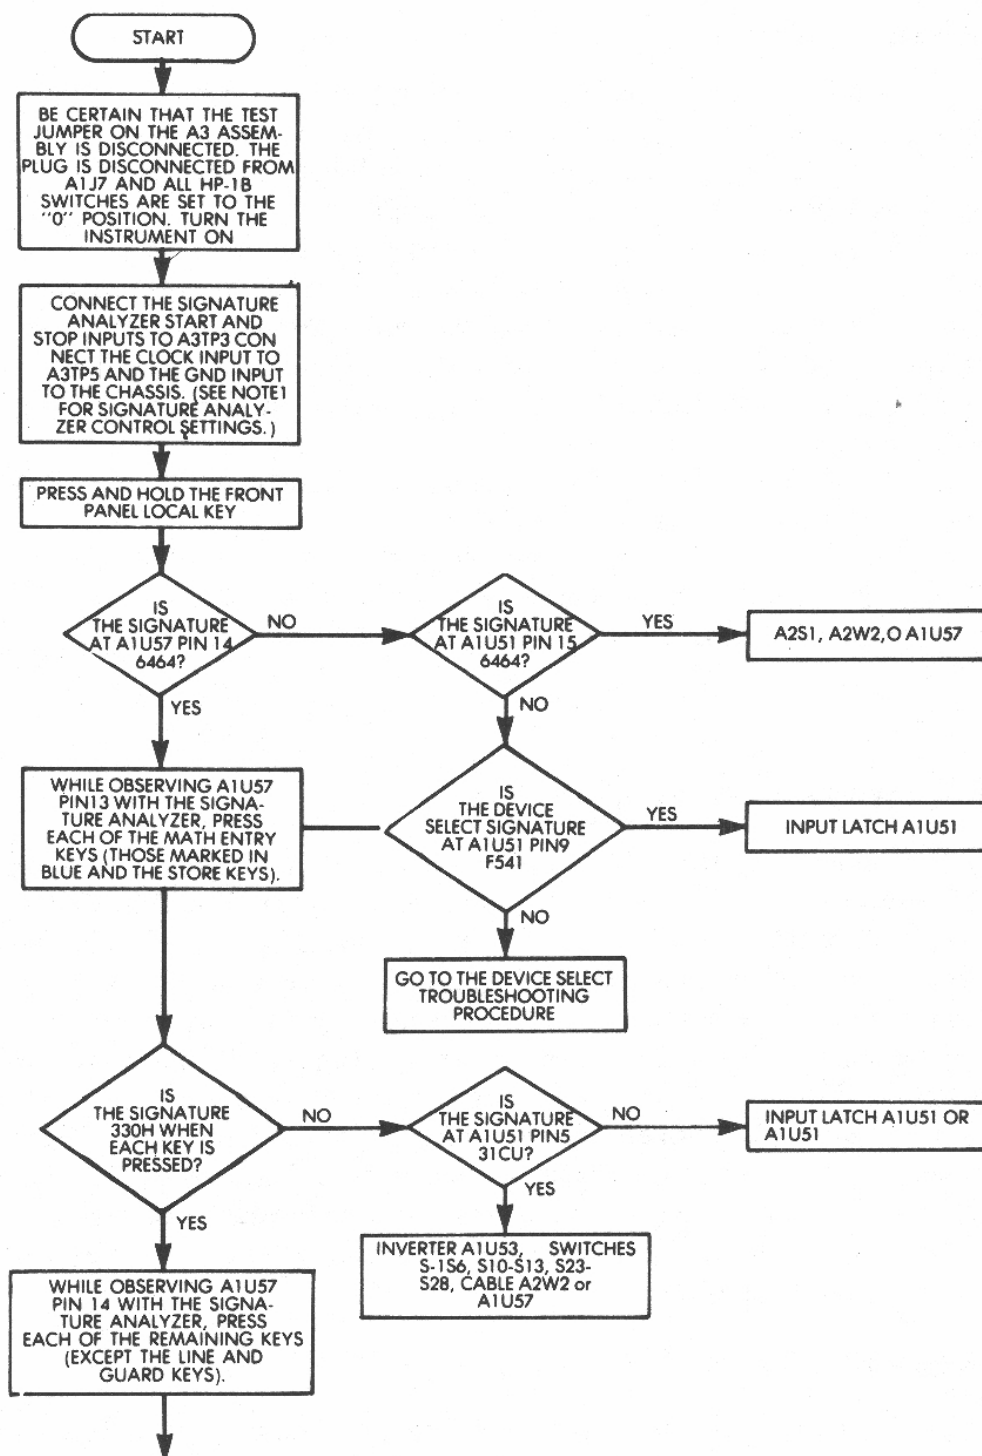 START
BE CERTAIN THAT THE TEST
JUMPER ON THE A3 ASSEM-
BLY IS DISCONNECTED. THE
PLUG IS DISCONNECTED FROM
A1J7 AND ALL HP-1B
SWITCHES ARE SET TO THE
"0" POSITION. TURN THE
INSTRUMENT ON
CONNECT THE SIGNATURE
ANALYZER START AND
STOP INPUTS TO A3TP3 CON
NECT THE CLOCK INPUT TO
A3TP5 AND THE GND INPUT
TO THE CHASSIS. (SEE NOTE1
FOR SIGNATURE ANALY-
ZER CONTROL SETTINGS.)
PRESS AND HOLD THE FRONT
PANEL LOCAL KEY
IS
THE SIGNATURE
AT A1U57 PIN 14
6464?
NO
IS
THE SIGNATURE
AT A1U51 PIN 15
6464?
YES
A2S1, A2W2,O A1U57
YES
NO
WHILE OBSERVING A1U57
PIN13 WITH THE SIGNA-
TURE ANALYZER, PRESS
EACH OF THE MATH ENTRY
KEYS (THOSE MARKED IN
BLUE AND THE STORE KEYS).
IS
THE DEVICE
SELECT SIGNATURE
AT A1U51 PIN9
F541
YES
INPUT LATCH A1U51
NO
GO TO THE DEVICE SELECT
TROUBLESHOOTING
PROCEDURE
IS
THE SIGNATURE
330H WHEN
EACH KEY IS
PRESSED?
NO
IS
THE SIGNATURE
AT A1U51 PIN5
31CU?
NO
INPUT LATCH A1U51 OR
A1U51
YES
YES
INVERTER A1U53, SWITCHES
S-1S6, S10-S13, S23-
S28, CABLE A2W2 or
A1U57
WHILE OBSERVING A1U57
PIN 14 WITH THE SIGNA-
TURE ANALYZER, PRESS
EACH OF THE REMAINING KEYS
(EXCEPT THE LINE AND
GUARD KEYS).